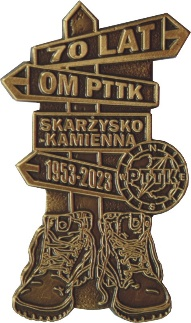 70 LAT
OM PTTK
SKARŻYSKO
-KAMIENNA
1953-2023
PTTK